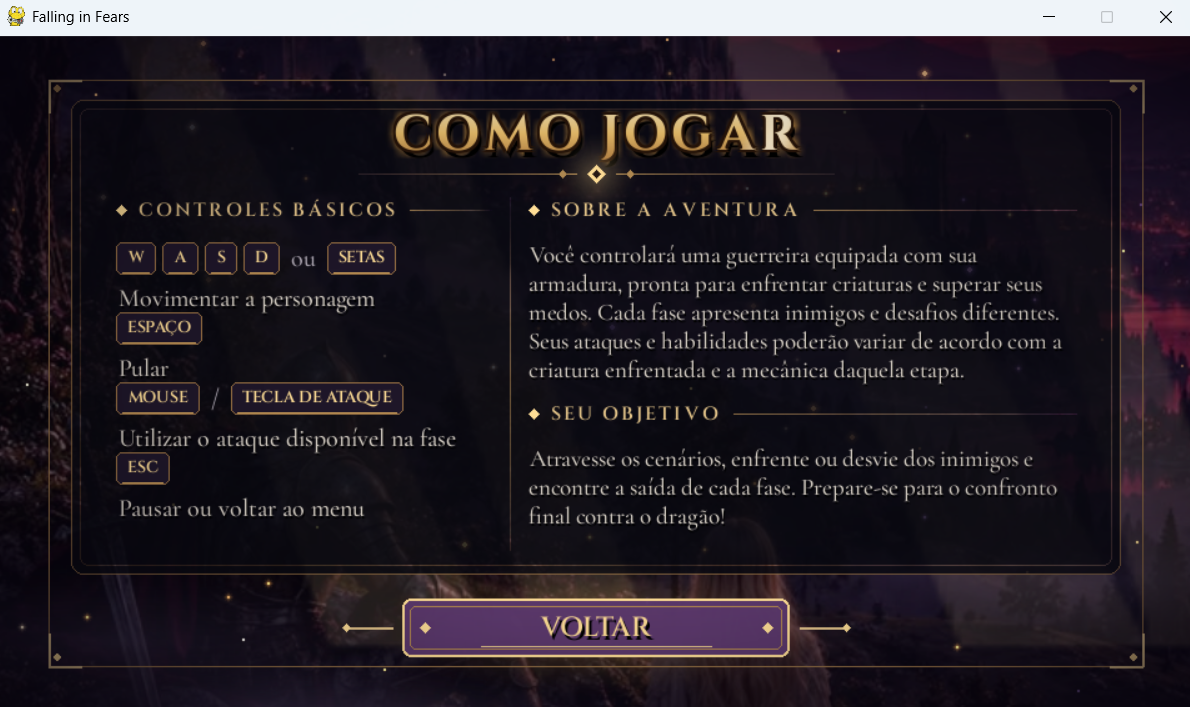 Falling in Fears
COMO JOGAR
CONTROLES BÁSICOS
W A S D ou SETAS
Movimentar a personagem
ESPAÇO
Pular
MOUSE / TECLA DE ATAQUE
Utilizar o ataque disponível na fase
ESC
Pausar ou voltar ao menu
SOBRE A AVENTURA
Você controlará uma guerreira equipada com sua
armadura, pronta para enfrentar criaturas e superar seus
medos. Cada fase apresenta inimigos e desafios diferentes.
Seus ataques e habilidades poderão variar de acordo com a
criatura enfrentada e a mecânica daquela etapa.
SEU OBJETIVO
Atravesse os cenários, enfrente ou desvie dos inimigos e
encontre a saída de cada fase. Prepare-se para o confronto
final contra o dragão!
VOLTAR